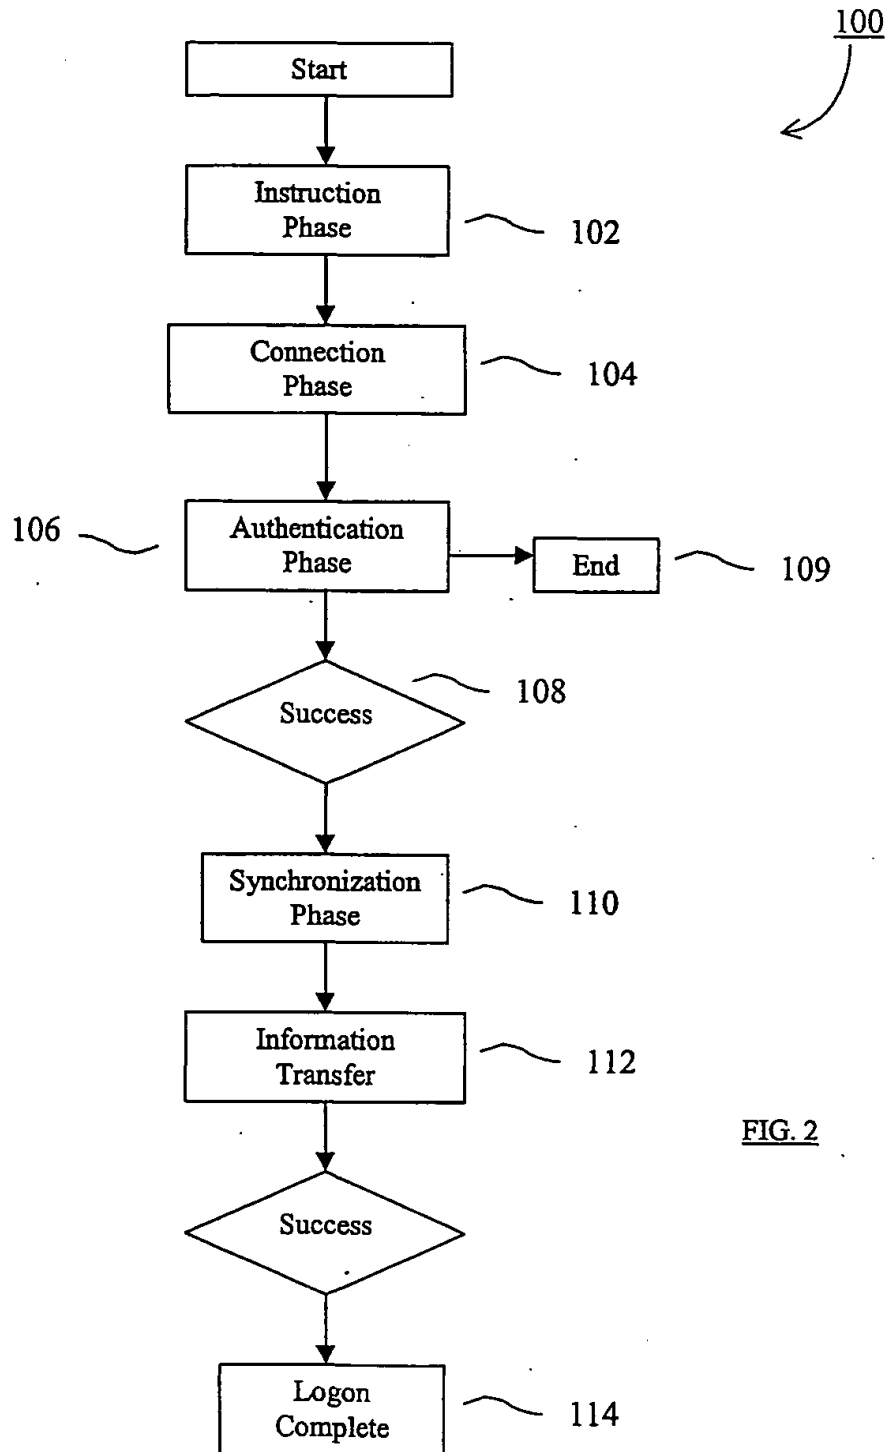 100
Start
Instruction
Phase
102
Connection
Phase
104
106
Authentication
Phase
End
109
Success
108
Synchronization
Phase
110
Information
Transfer
112
FIG. 2
Success
Logon
Complete
114